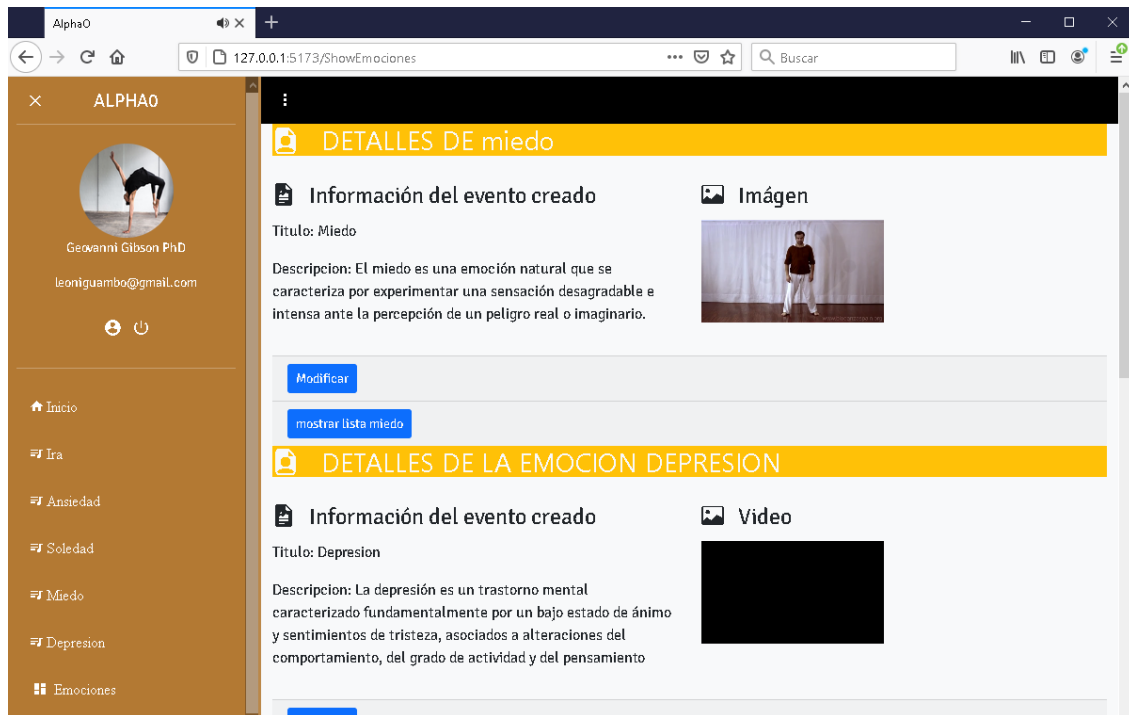 AlphaO
127.0.0.1:5173/ShowEmociones
Buscar
ALPHAO
Geovanni Gibson PhD
leoniguambo@gmail.com
Inicio
Ira
Ansiedad
Soledad
Miedo
Depresion
Emociones
DETALLES DE miedo
Información del evento creado
Titulo: Miedo
Descripcion: El miedo es una emoción natural que se
caracteriza por experimentar una sensación desagradable e
intensa ante la percepción de un peligro real o imaginario.
Imágen
Modificar
mostrar lista miedo
DETALLES DE LA EMOCION DEPRESION
Información del evento creado
Titulo: Depresion
Descripcion: La depresión es un trastorno mental
caracterizado fundamentalmente por un bajo estado de ánimo
y sentimientos de tristeza, asociados a alteraciones del
comportamiento, del grado de actividad y del pensamiento
Video